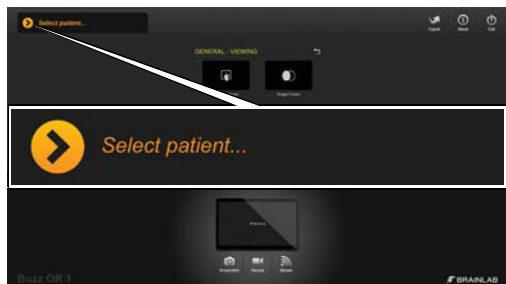 Select patient...
Export
About
Exit
GENERAL - VIEWING
Image Fusion
Select patient...
Screenshot
Record
Stream
Buzz OR 1
BRAINLAB